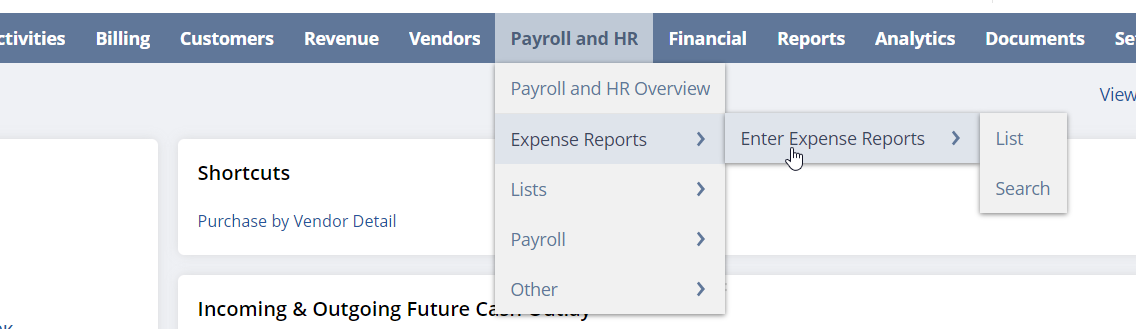 ctivities Billing Customers Revenue Vendors Payroll and HR Financial Reports Analytics Documents Se
Payroll and HR Overview
View
Expense Reports
Enter Expense Reports
List
Shortcuts
Lists
Search
Purchase by Vendor Detail
Payroll
Other
Incoming & Outgoing Future Cash Outlay